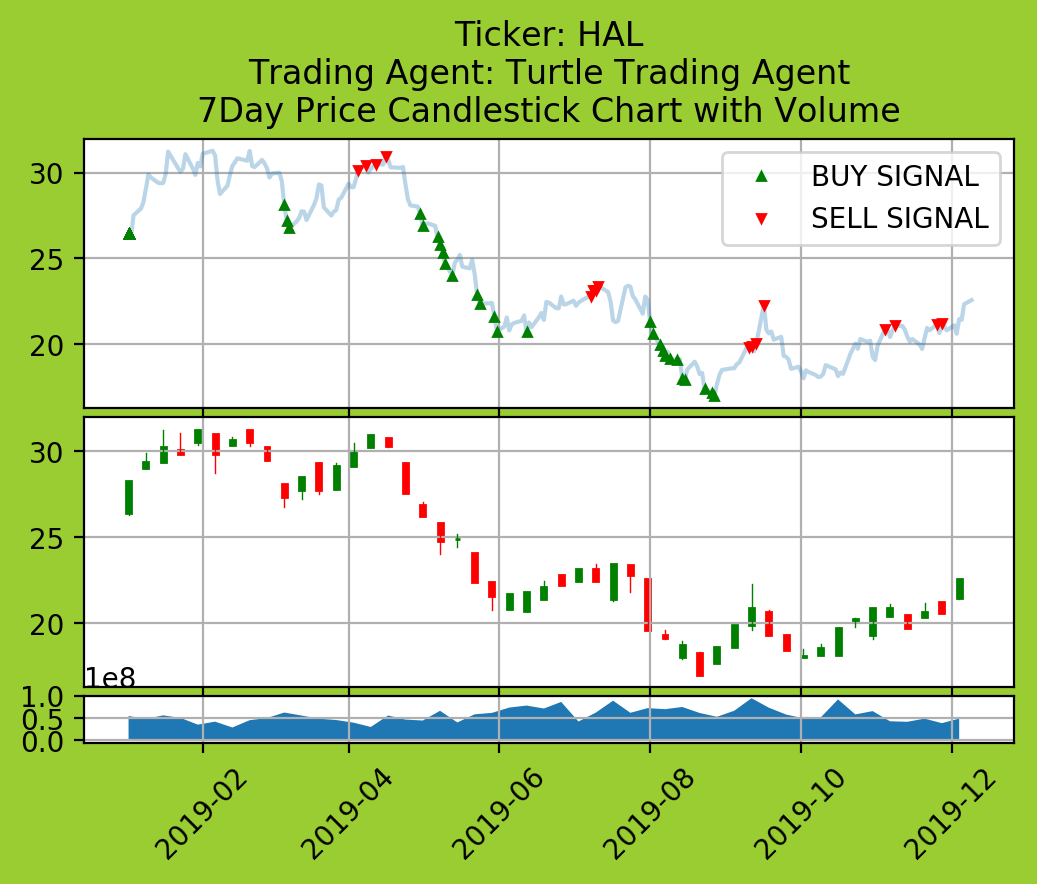 Ticker: HAL
Trading Agent: Turtle Trading Agent
7Day Price Candlestick Chart with Volume
30
25
20
BUY SIGNAL
SELL SIGNAL
30
25
20
1e8
1.0
0.5
0.0
2019-02
2019-04
2019-06
2019-08
2019-10
2019-12